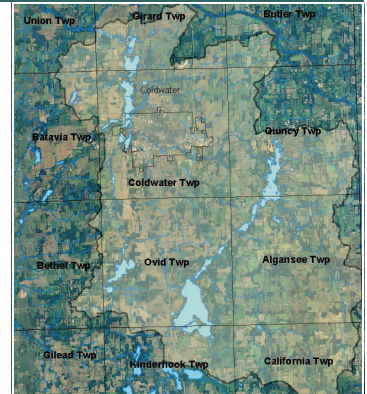 Girard Twp
Butler Twp
Union Twp
Coldwater
Quincy Twp
Batavia Twp
Coldwater Twp
Bethel Twp
Ovid Twp
Algansee Twp
Gilead Twp
Kinderhook Twp
California Twp